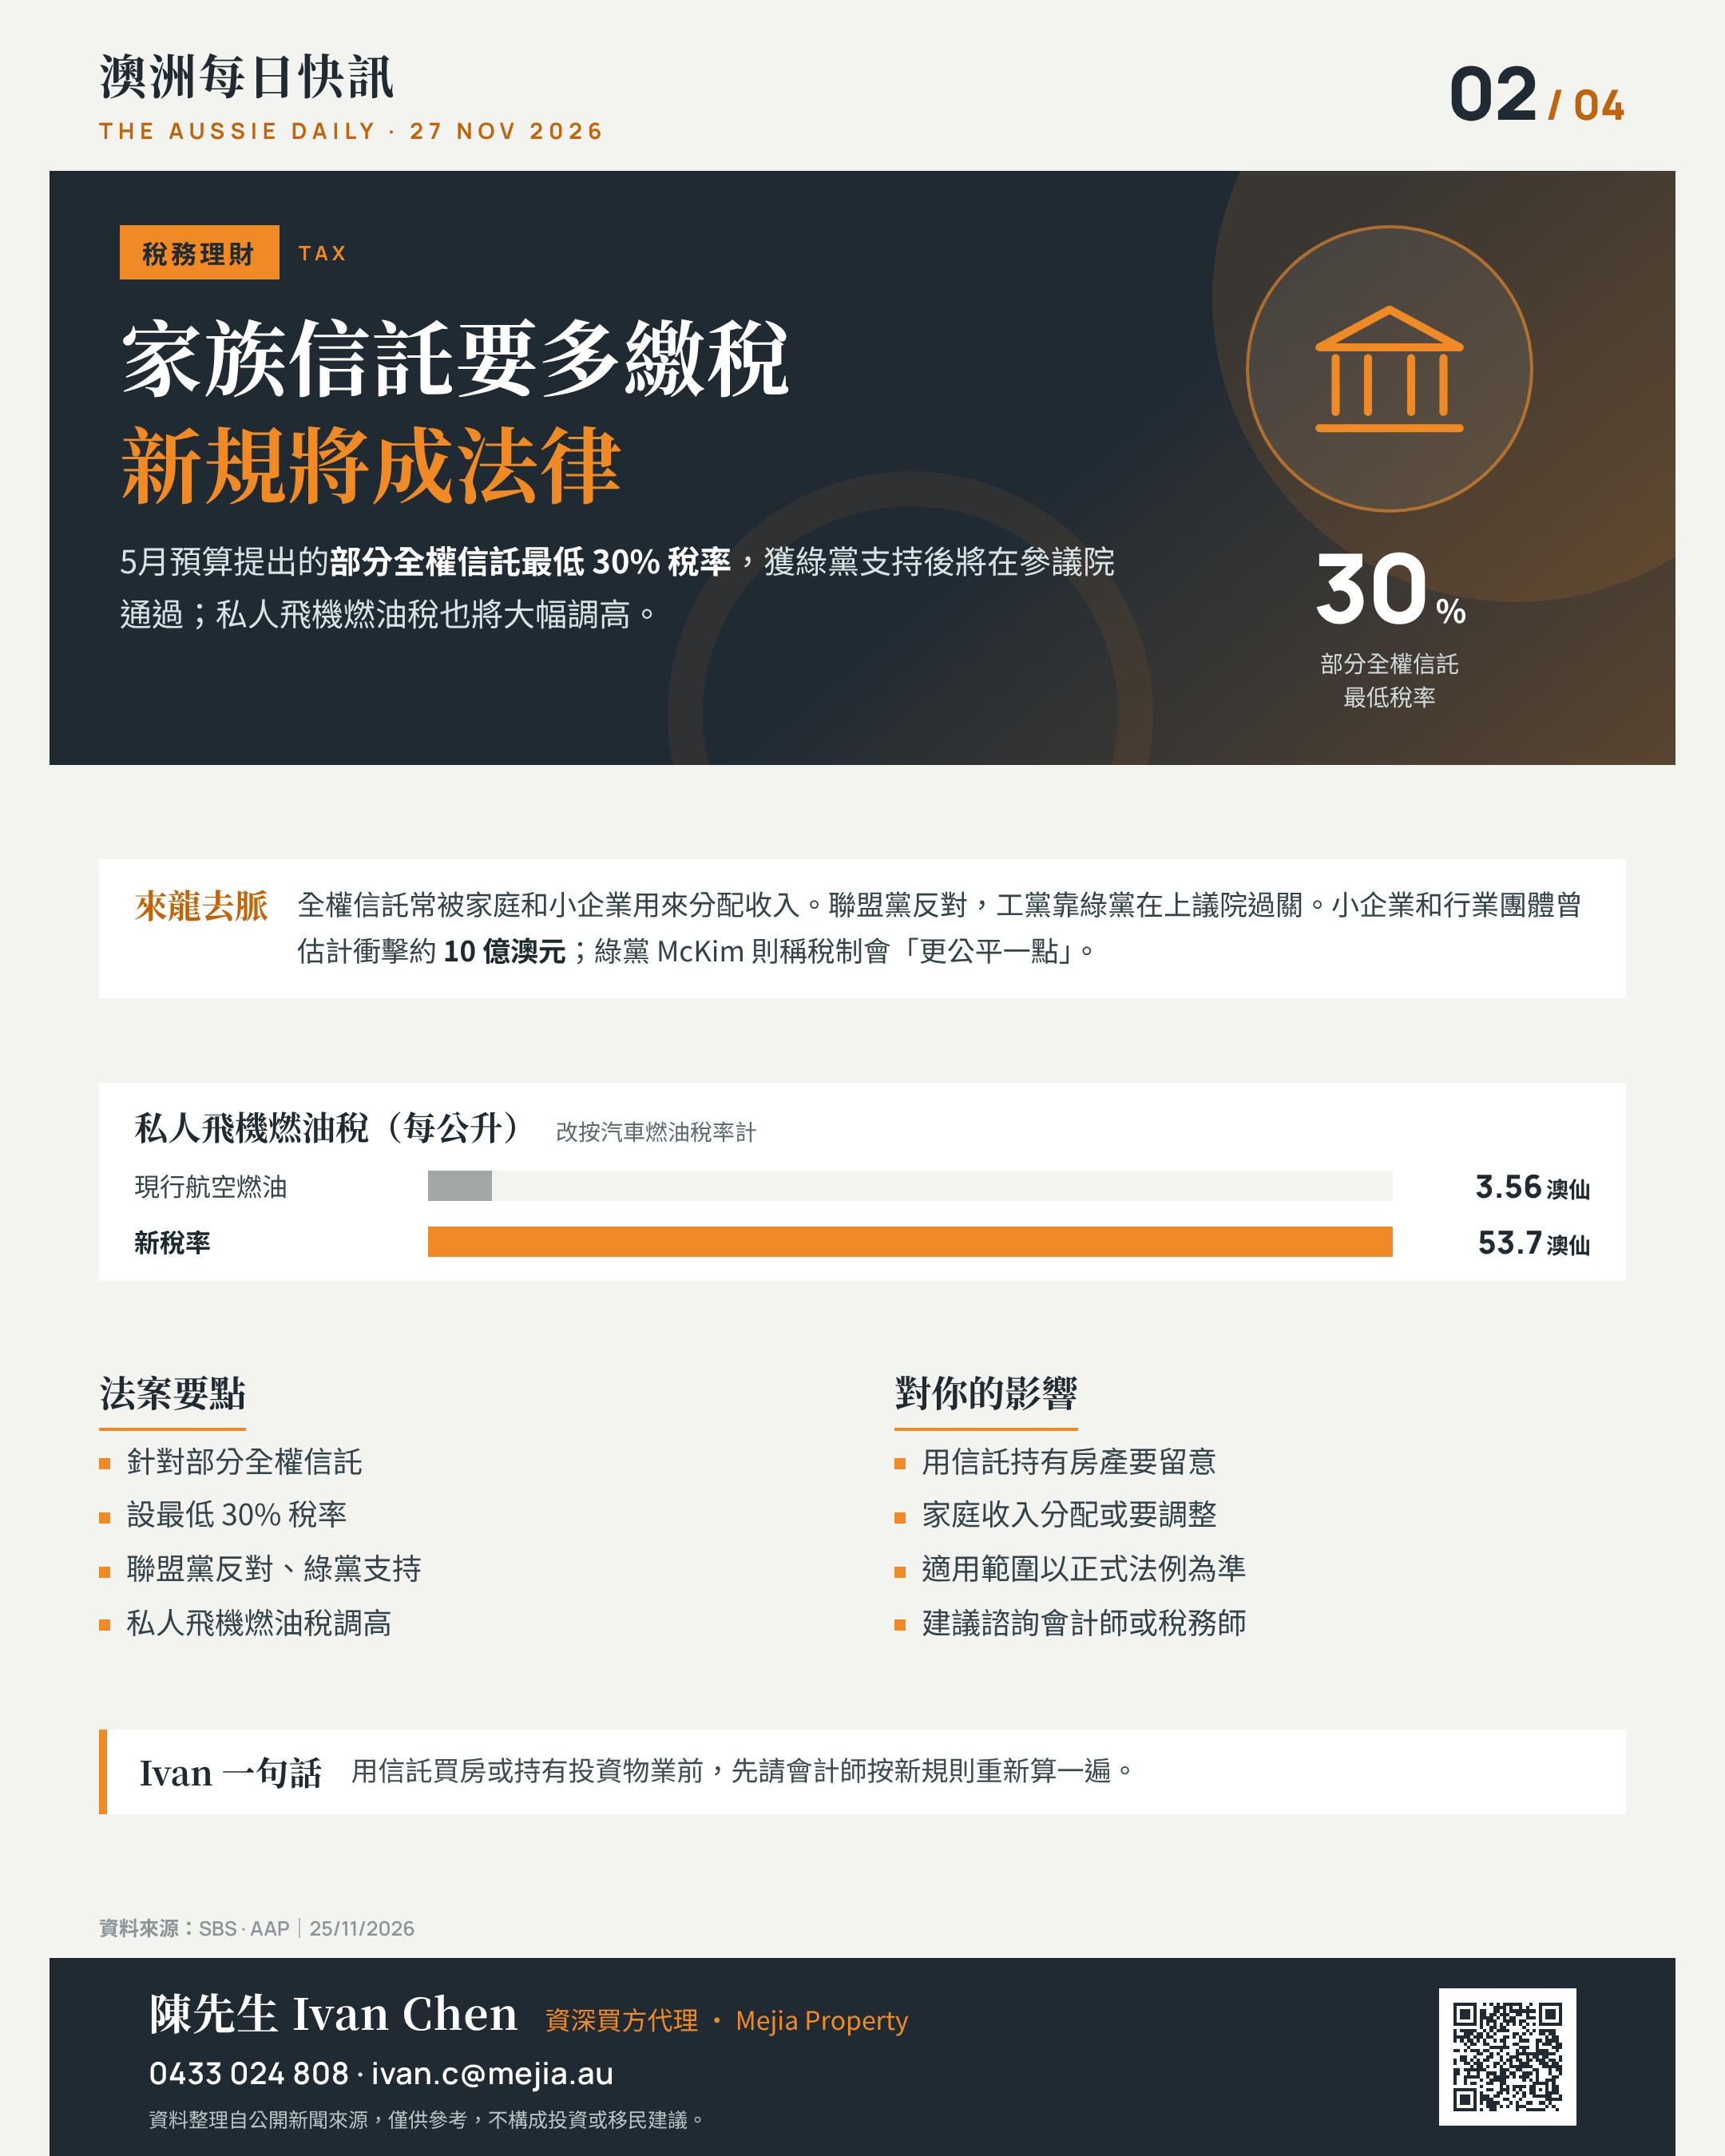 澳洲每日快訊
THE AUSSIE DAILY · 27 NOV 2026
02 / 04
稅務理財 TAX
家族信託要多繳稅
新規將成法律
5月預算提出的部分全權信託最低 30% 稅率，獲綠黨支持後將在參議院
通過；私人飛機燃油稅也將大幅調高。
30 %
部分全權信託
最低稅率
來龍去脈 全權信託常被家庭和小企業用來分配收入。聯盟黨反對，工黨靠綠黨在上議院過關。小企業和行業團體曾
估計衝擊約 10 億澳元；綠黨 McKim 則稱稅制會「更公平一點」。
私人飛機燃油稅（每公升） 改按汽車燃油稅率計
現行航空燃油 3.56 澳仙
新稅率 53.7 澳仙
法案要點
針對部分全權信託
設最低 30% 稅率
聯盟黨反對、綠黨支持
私人飛機燃油稅調高
對你的影響
用信託持有房產要留意
家庭收入分配或要調整
適用範圍以正式法例為準
建議諮詢會計師或稅務師
Ivan 一句話 用信託買房或持有投資物業前，先請會計師按新規則重新算一遍。
資料來源：SBS · AAP｜25/11/2026
陳先生 Ivan Chen 資深買方代理 · Mejia Property
0433 024 808 · ivan.c@mejia.au
資料整理自公開新聞來源，僅供參考，不構成投資或移民建議。